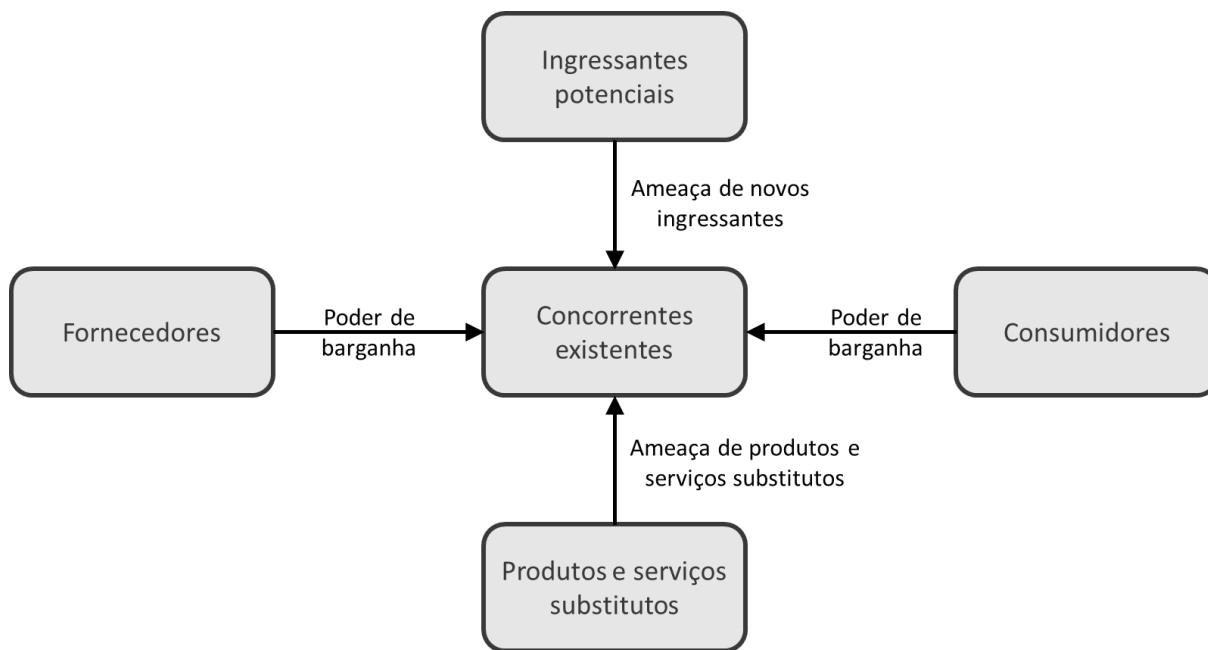 Ingressantes
potenciais
Ameaça de novos
ingressantes
Fornecedores
Poder de
barganha
Concorrentes
existentes
Poder de
barganha
Consumidores
Ameaça de produtos e
serviços substitutos
Produtos e serviços
substitutos